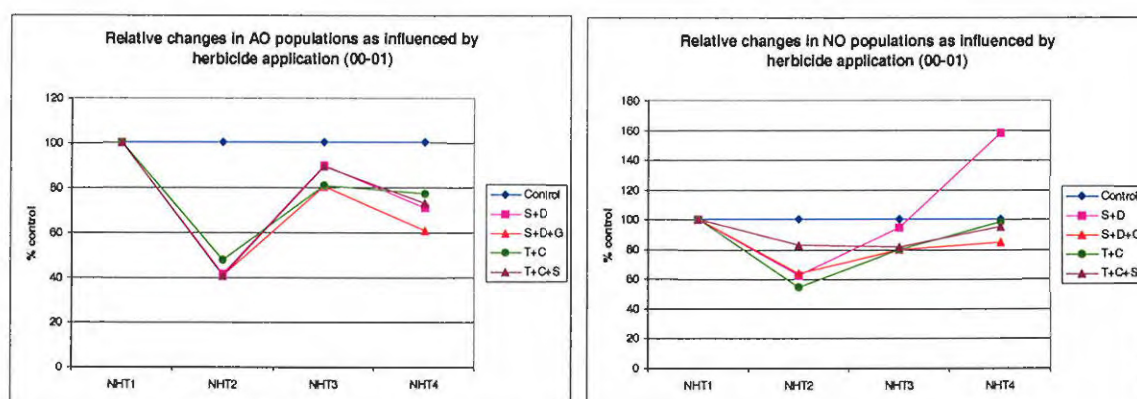 Relative changes in AO populations as influenced by
herbicide application (00-01)
% control
120
100
80
60
40
20
0
NHT1 NHT2 NHT3 NHT4
Control
S+D
S+D+G
T+C
T+C+S
Relative changes in NO populations as influenced by
herbicide application (00-01)
% control
180
160
140
120
100
80
60
40
20
0
NHT1 NHT2 NHT3 NHT4
Control
S+D
S+D+G
T+C
T+C+S